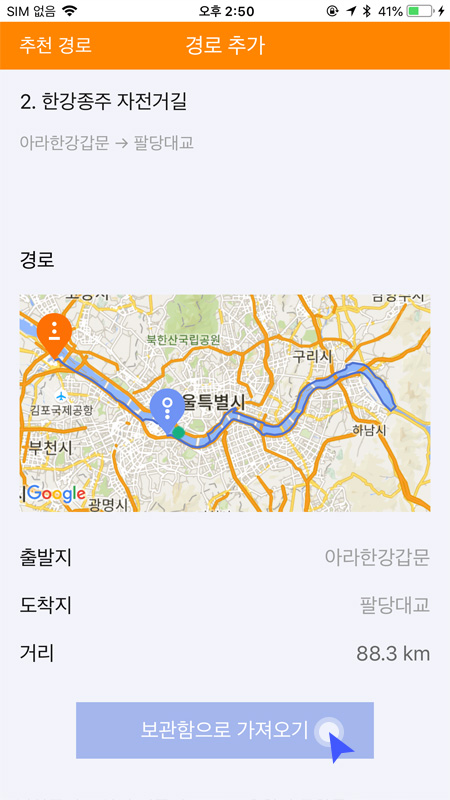 SIM 없음 오후 2:50 41%
추천 경로 경로 추가
2. 한강종주 자전거길
아라한강갑문 → 팔당대교
경로
북한산국립공원
구리시
울특별시
김포국제공항
하남시
부천시
Google
광명시
출발지 아라한강갑문
도착지 팔당대교
거리 88.3 km
보관함으로 가져오기